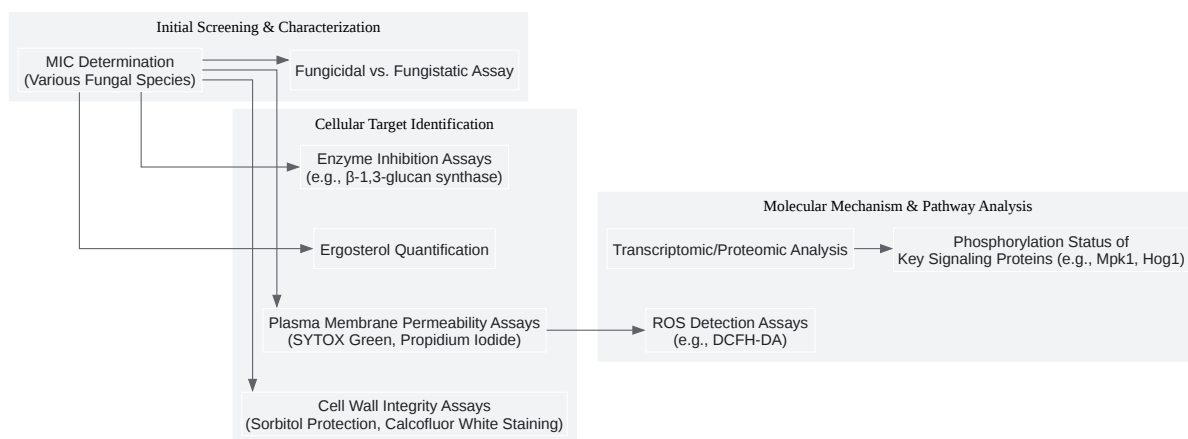 Initial Screening & Characterization
MIC Determination
(Various Fungal Species)
Fungicidal vs. Fungistatic Assay
Cellular Target Identification
Enzyme Inhibition Assays
(e.g., β-1,3-glucan synthase)
Ergosterol Quantification
Plasma Membrane Permeability Assays
(SYTOX Green, Propidium Iodide)
Cell Wall Integrity Assays
(Sorbitol Protection, Calcofluor White Staining)
Molecular Mechanism & Pathway Analysis
Transcriptomic/Proteomic Analysis
Phosphorylation Status of
Key Signaling Proteins (e.g., Mpk1, Hog1)
ROS Detection Assays
(e.g., DCFH-DA)